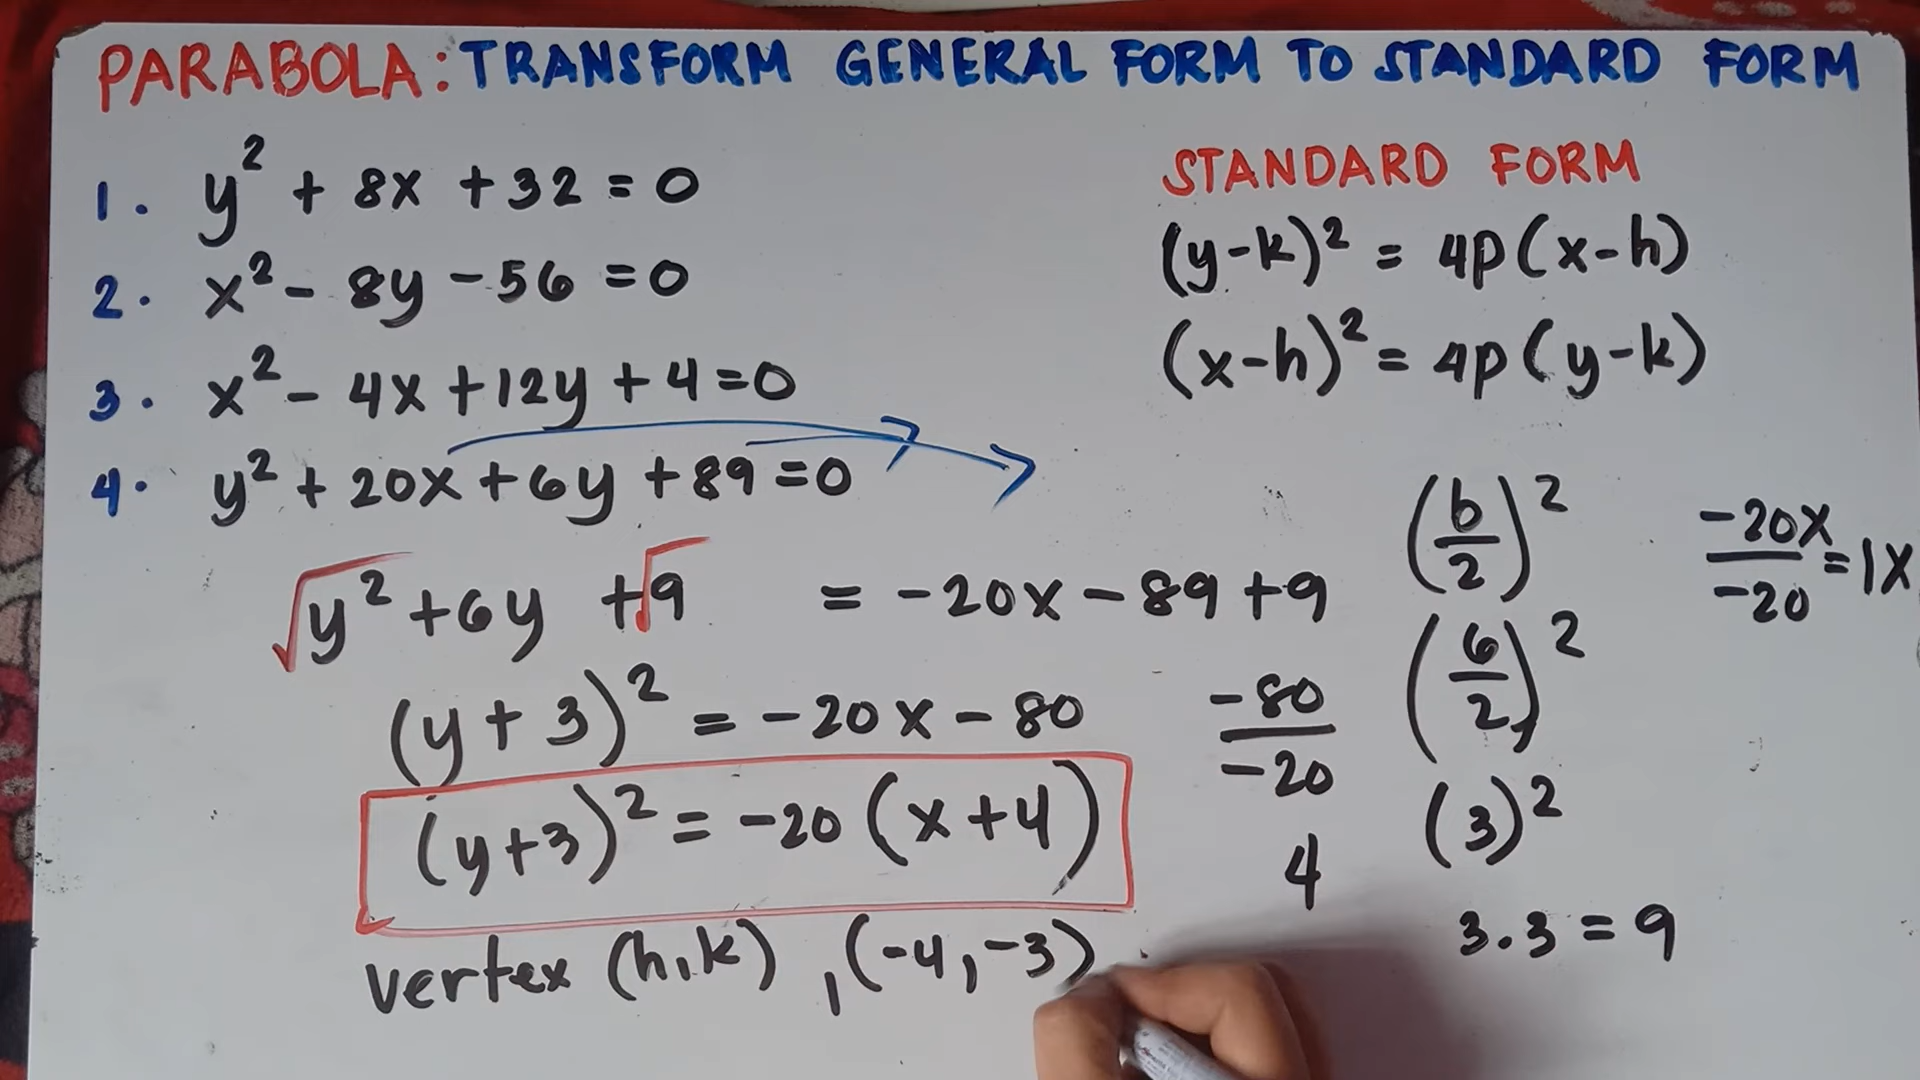 PARABOLA: TRANSFORM GENERAL FORM TO STANDARD FORM
1. y² + 8x + 32 = 0
2. x² - 8y - 56 = 0
3. x² - 4x + 12y + 4 = 0
4. y² + 20x + 6y + 89 = 0
STANDARD FORM
(y-k)² = 4p(x-h)
(x-h)² = 4p(y-k)
√y² + 6y + √9 = -20x - 89 + 9
(y+3)² = -20x - 80
(y+3)² = -20(x+4)
vertex (h,k), (-4,-3)
-80/-20
4
(b/2)²
(6/2)²
(3)²
3.3 = 9
-20x/-20 = 1x